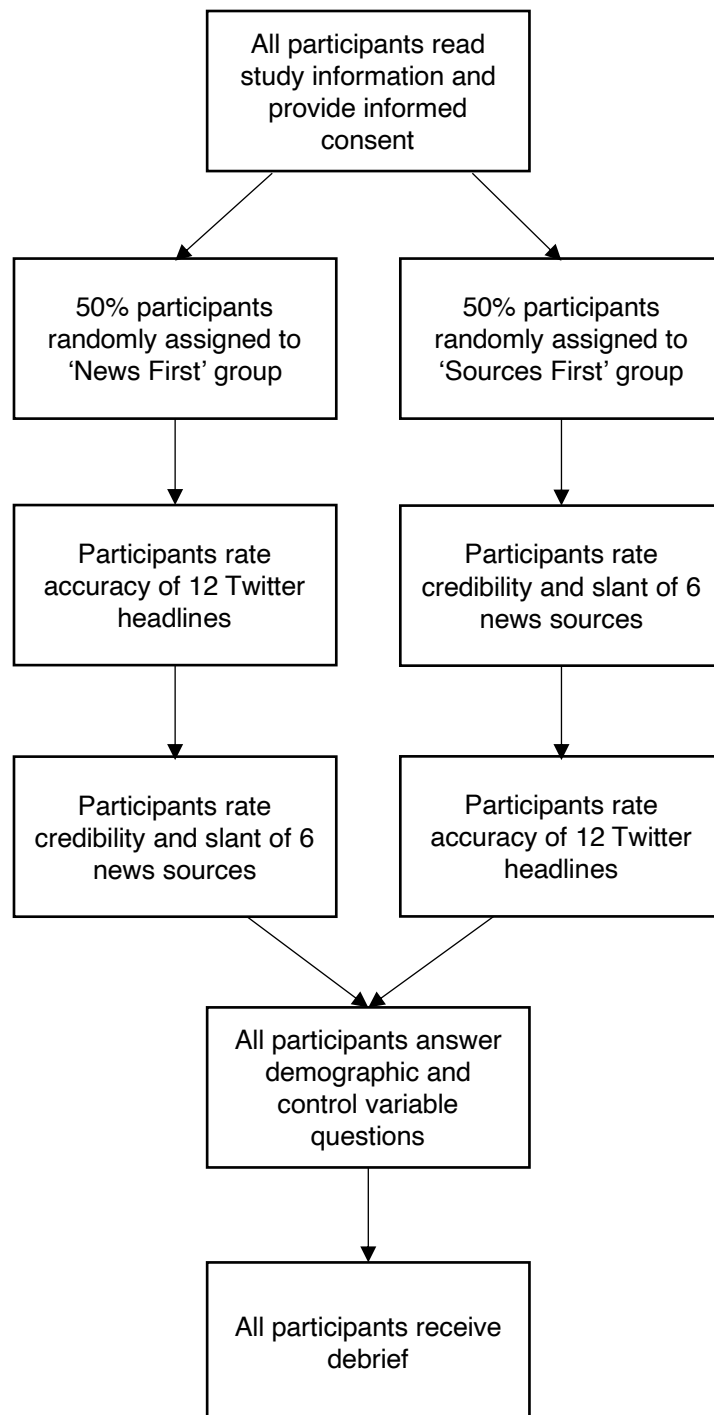 All participants read
study information and
provide informed
consent
50% participants
randomly assigned to
‘News First’ group
50% participants
randomly assigned to
‘Sources First’ group
Participants rate
accuracy of 12 Twitter
headlines
Participants rate
credibility and slant of 6
news sources
Participants rate
credibility and slant of 6
news sources
Participants rate
accuracy of 12 Twitter
headlines
All participants answer
demographic and
control variable
questions
All participants receive
debrief